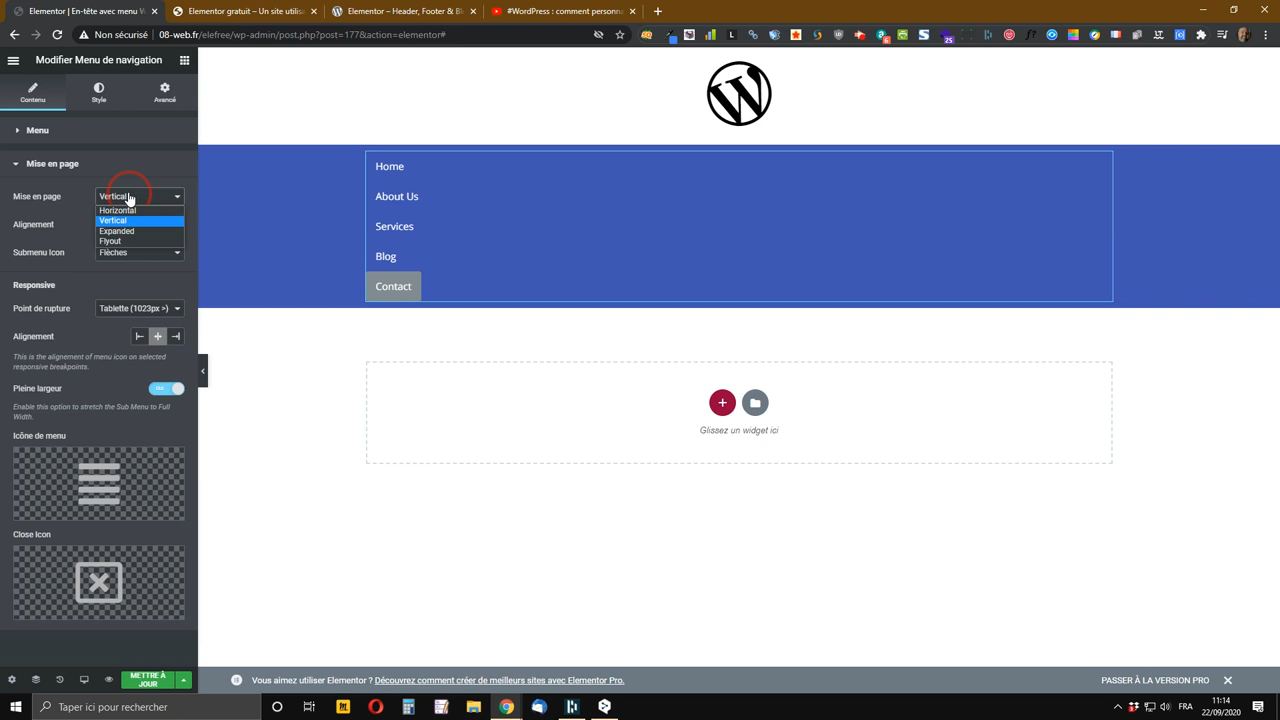 Elementor | En-tête avec menu W
Elementor gratuit – Un site utilisa
Elementor – Header, Footer & Bl
#WordPress : comment personna
Non sécurisé | 08-web.fr/elefree/wp-admin/post.php?post=177&action=elementor#
Modifier Menu de navigation
Contenu
Style
Avancé
Menu
Mise en page
Mise en page
Vertical
Horizontal
Vertical
Expanded
Flyout
Alignement
Submenu Icon
Flèches
Responsive
Point de rupture
Tablette (1023px >)
Alignement
This is the alignement of menu icon on selected
responsive breakpoints.
Pleine largeur
OUI
Enable this option to stretch the Sub Menu to Full
Width.
Icône de menu
Close Icon
METTRE À
JOUR
Home
About Us
Services
Blog
Contact
Glissez un widget ici
Vous aimez utiliser Elementor ? Découvrez comment créer de meilleurs sites avec Elementor Pro.
PASSER À LA VERSION PRO
Taper ici pour rechercher
FRA
11:14
22/09/2020